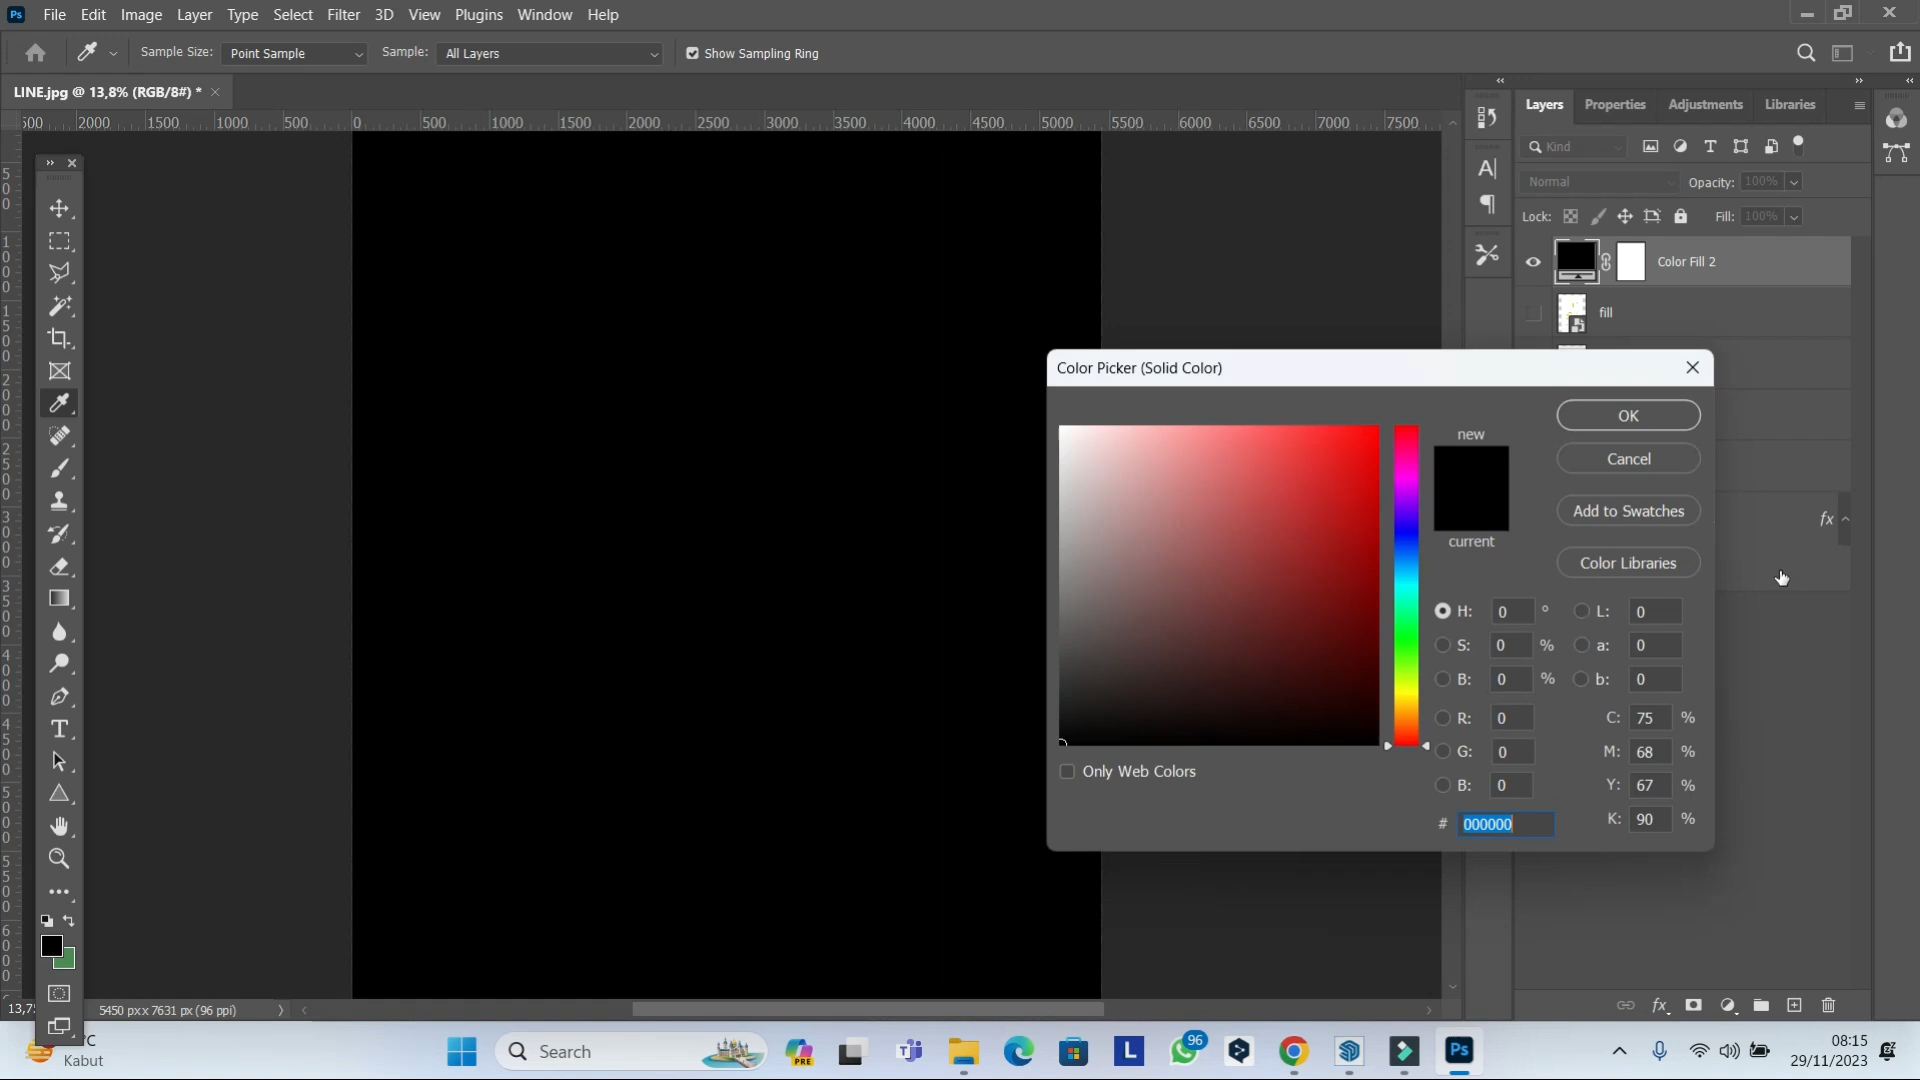 Ps File Edit Image Layer Type Select Filter 3D View Plugins Window Help
Sample Size: Point Sample Sample: All Layers Show Sampling Ring
LINE.jpg @ 13,8% (RGB/8#) *
2000 1500 1000 500 0 500 1000 1500 2000 2500 3000 3500 4000 4500 5000 5500 6000 6500 7000 7500
Layers Properties Adjustments Libraries
Kind
Normal Opacity: 100%
Lock: Fill: 100%
Color Fill 2
fill
fx
Color Picker (Solid Color)
OK
new
Cancel
Add to Swatches
current
Color Libraries
H: 0 ° L: 0
S: 0 % a: 0
B: 0 % b: 0
R: 0 C: 75 %
G: 0 M: 68 %
B: 0 Y: 67 %
# 000000 K: 90 %
Only Web Colors
5450 px x 7631 px (96 ppi)
Kabut
Search
PRE
L
96
Ps
08:15
29/11/2023